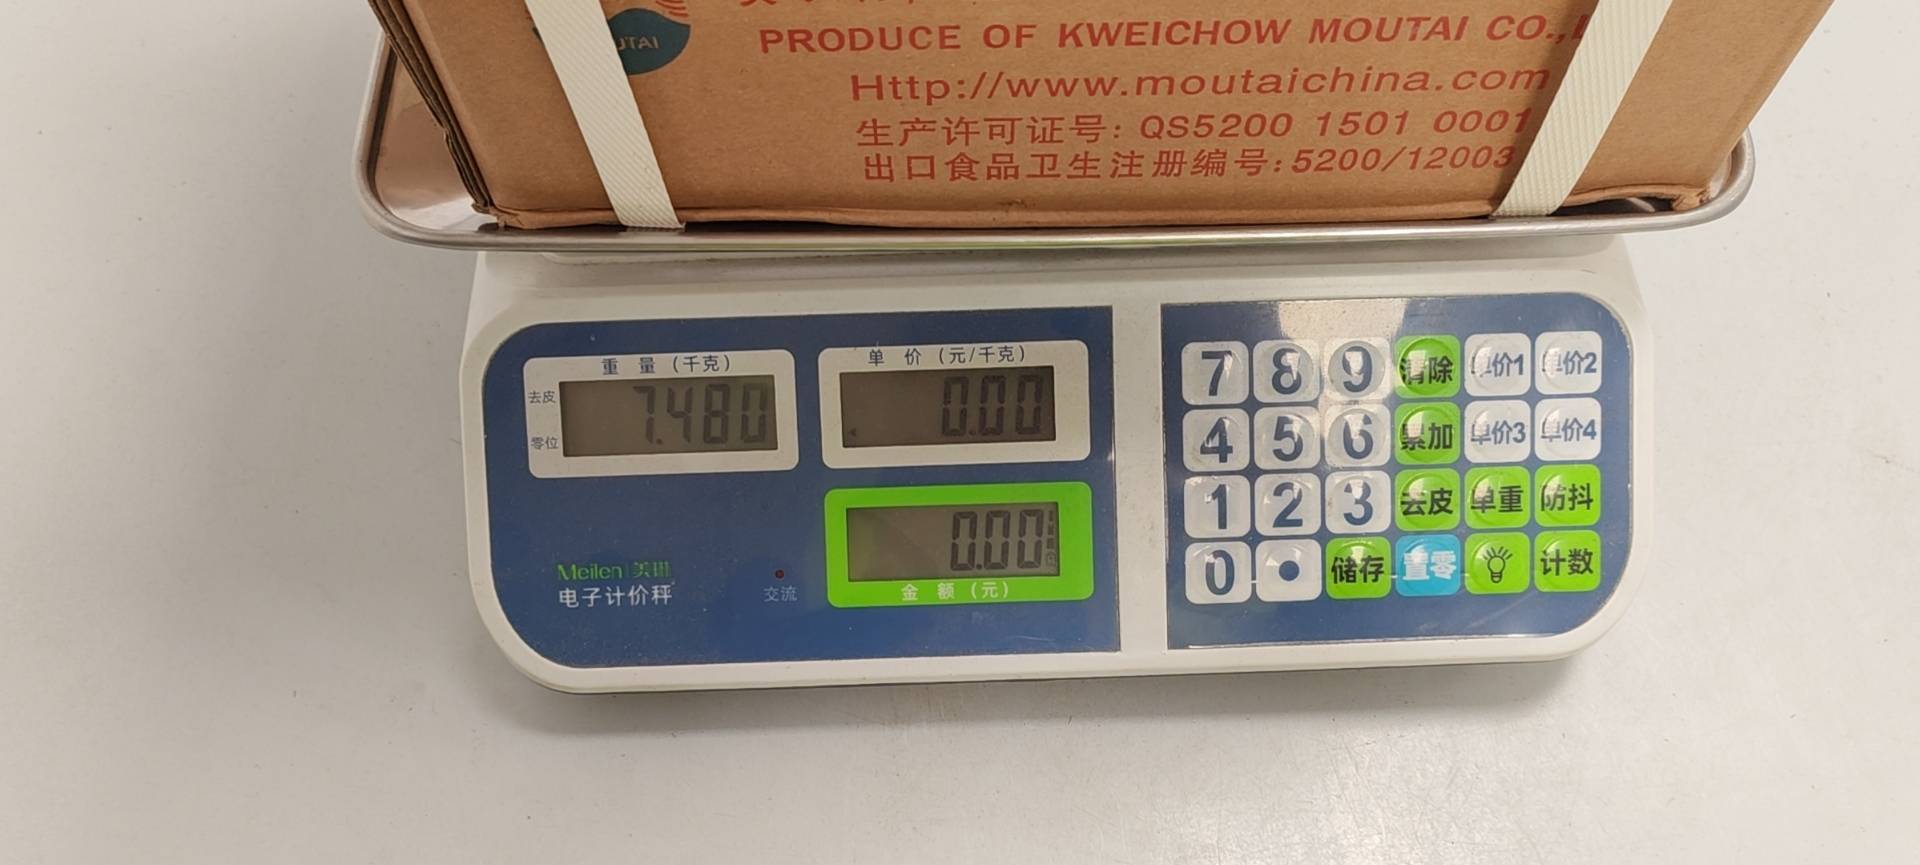 UTAI
PRODUCE OF KWEICHOW MOUTAI CO.,L
Http://www.moutaichina.com
生产许可证号: QS5200 1501 0001
出口食品卫生注册编号:5200/12003
重 量 (千克)
去皮
零位
7.480
单 价 (元/千克)
0.00
0.00
金 额 (元)
Meilen 美琳
电子计价秤
交流
7 8 9 清除 单价1 单价2
4 5 6 累加 单价3 单价4
1 2 3 去皮 单重 防抖
0 • 储存 置零 计数